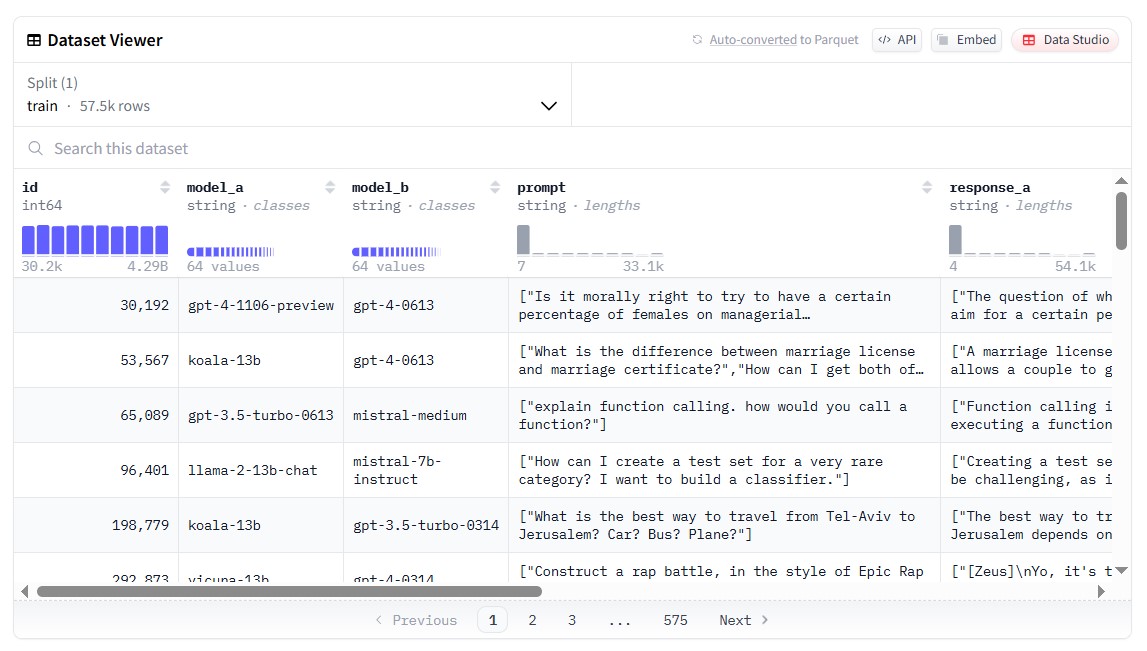 Dataset Viewer
Auto-converted to Parquet
</> API
Embed
Data Studio
Split (1)
train · 57.5k rows
Search this dataset
id
int64
30.2k 4.29B
model_a
string · classes
64 values
model_b
string · classes
64 values
prompt
string · lengths
7 33.1k
response_a
string · lengths
4 54.1k
30,192
gpt-4-1106-preview
gpt-4-0613
["Is it morally right to try to have a certain
percentage of females on managerial…
["The question of wh
aim for a certain pe
53,567
koala-13b
gpt-4-0613
["What is the difference between marriage license
and marriage certificate?","How can I get both of…
["A marriage license
allows a couple to g
65,089
gpt-3.5-turbo-0613
mistral-medium
["explain function calling. how would you call a
function?"]
["Function calling i
executing a function
96,401
llama-2-13b-chat
mistral-7b-
instruct
["How can I create a test set for a very rare
category? I want to build a classifier."]
["Creating a test se
be challenging, as i
198,779
koala-13b
gpt-3.5-turbo-0314
["What is the best way to travel from Tel-Aviv to
Jerusalem? Car? Bus? Plane?"]
["The best way to tr
Jerusalem depends on
292,873
vicuna-13b
gpt-4-0314
["Construct a rap battle, in the style of Epic Rap
["[Zeus]\nYo, it's t
Previous
1
2
3
...
575
Next